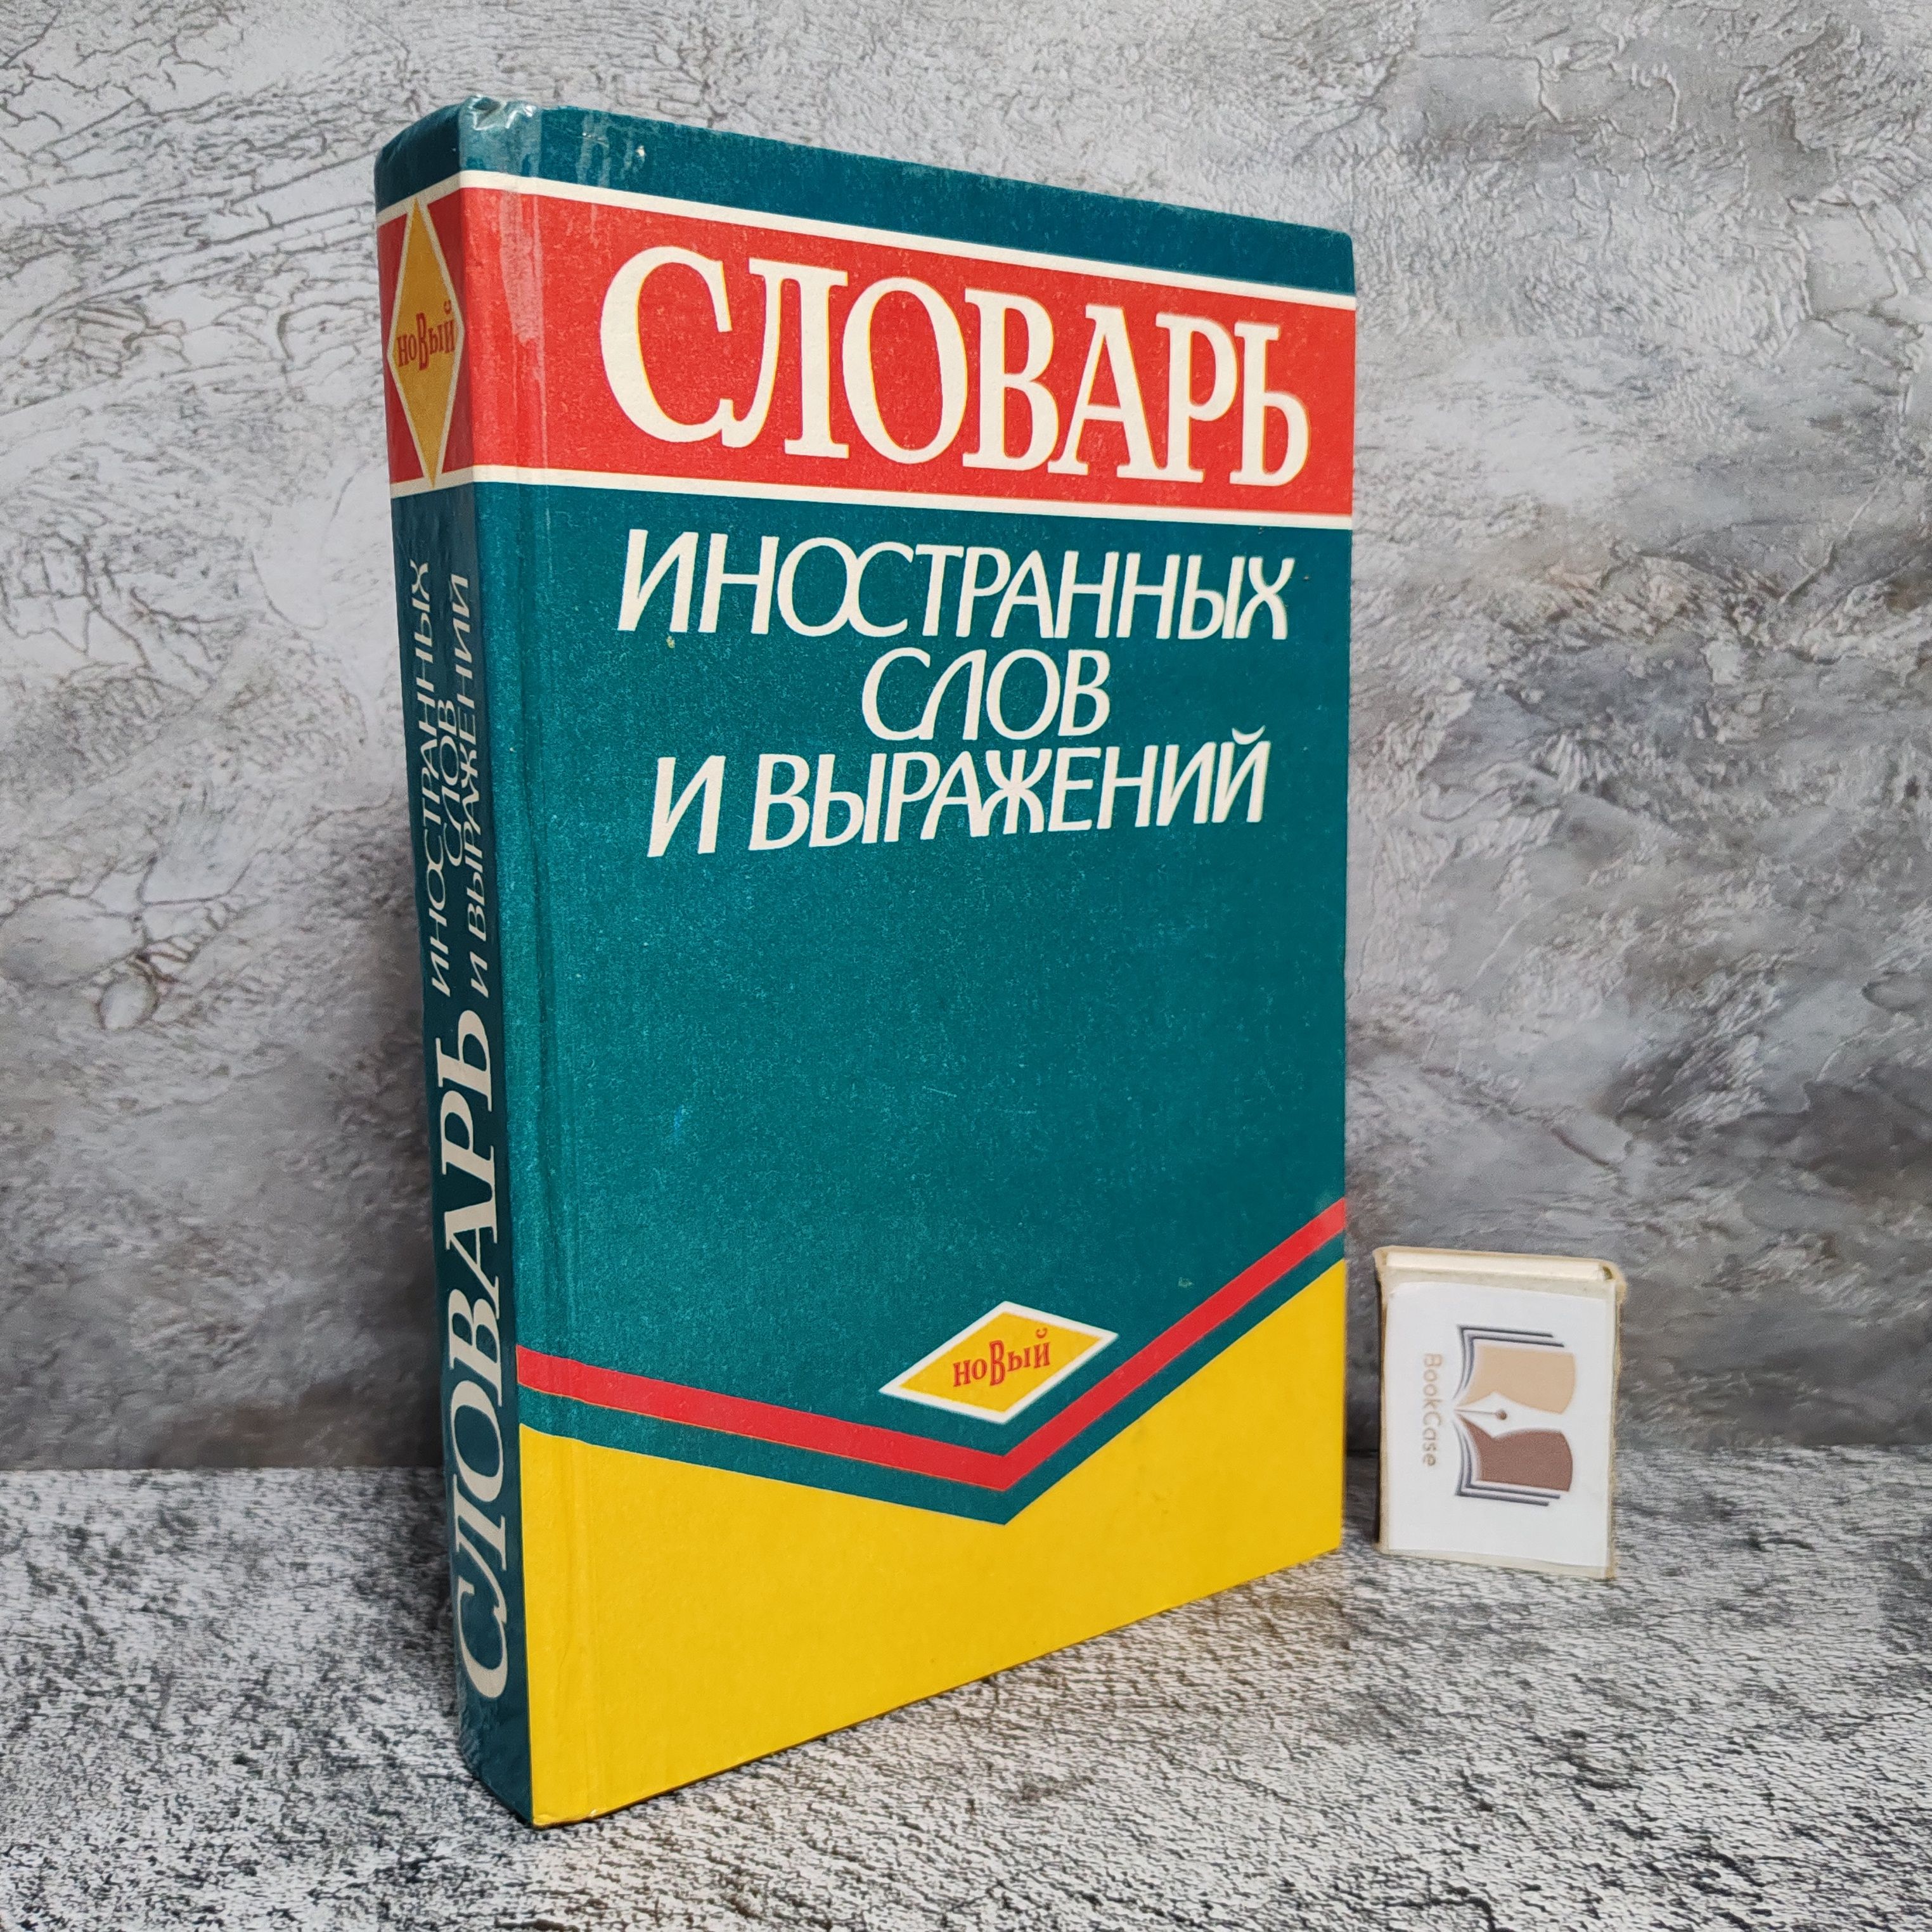 СЛОВАРЬ
ИНОСТРАННЫХ
СЛОВ
И ВЫРАЖЕНИЙ
НОВЫЙ С
НОВЫЙ С
СЛОВАРЬ
ИНОСТРАННЫХ
СЛОВ
И ВЫРАЖЕНИЙ
BookCase